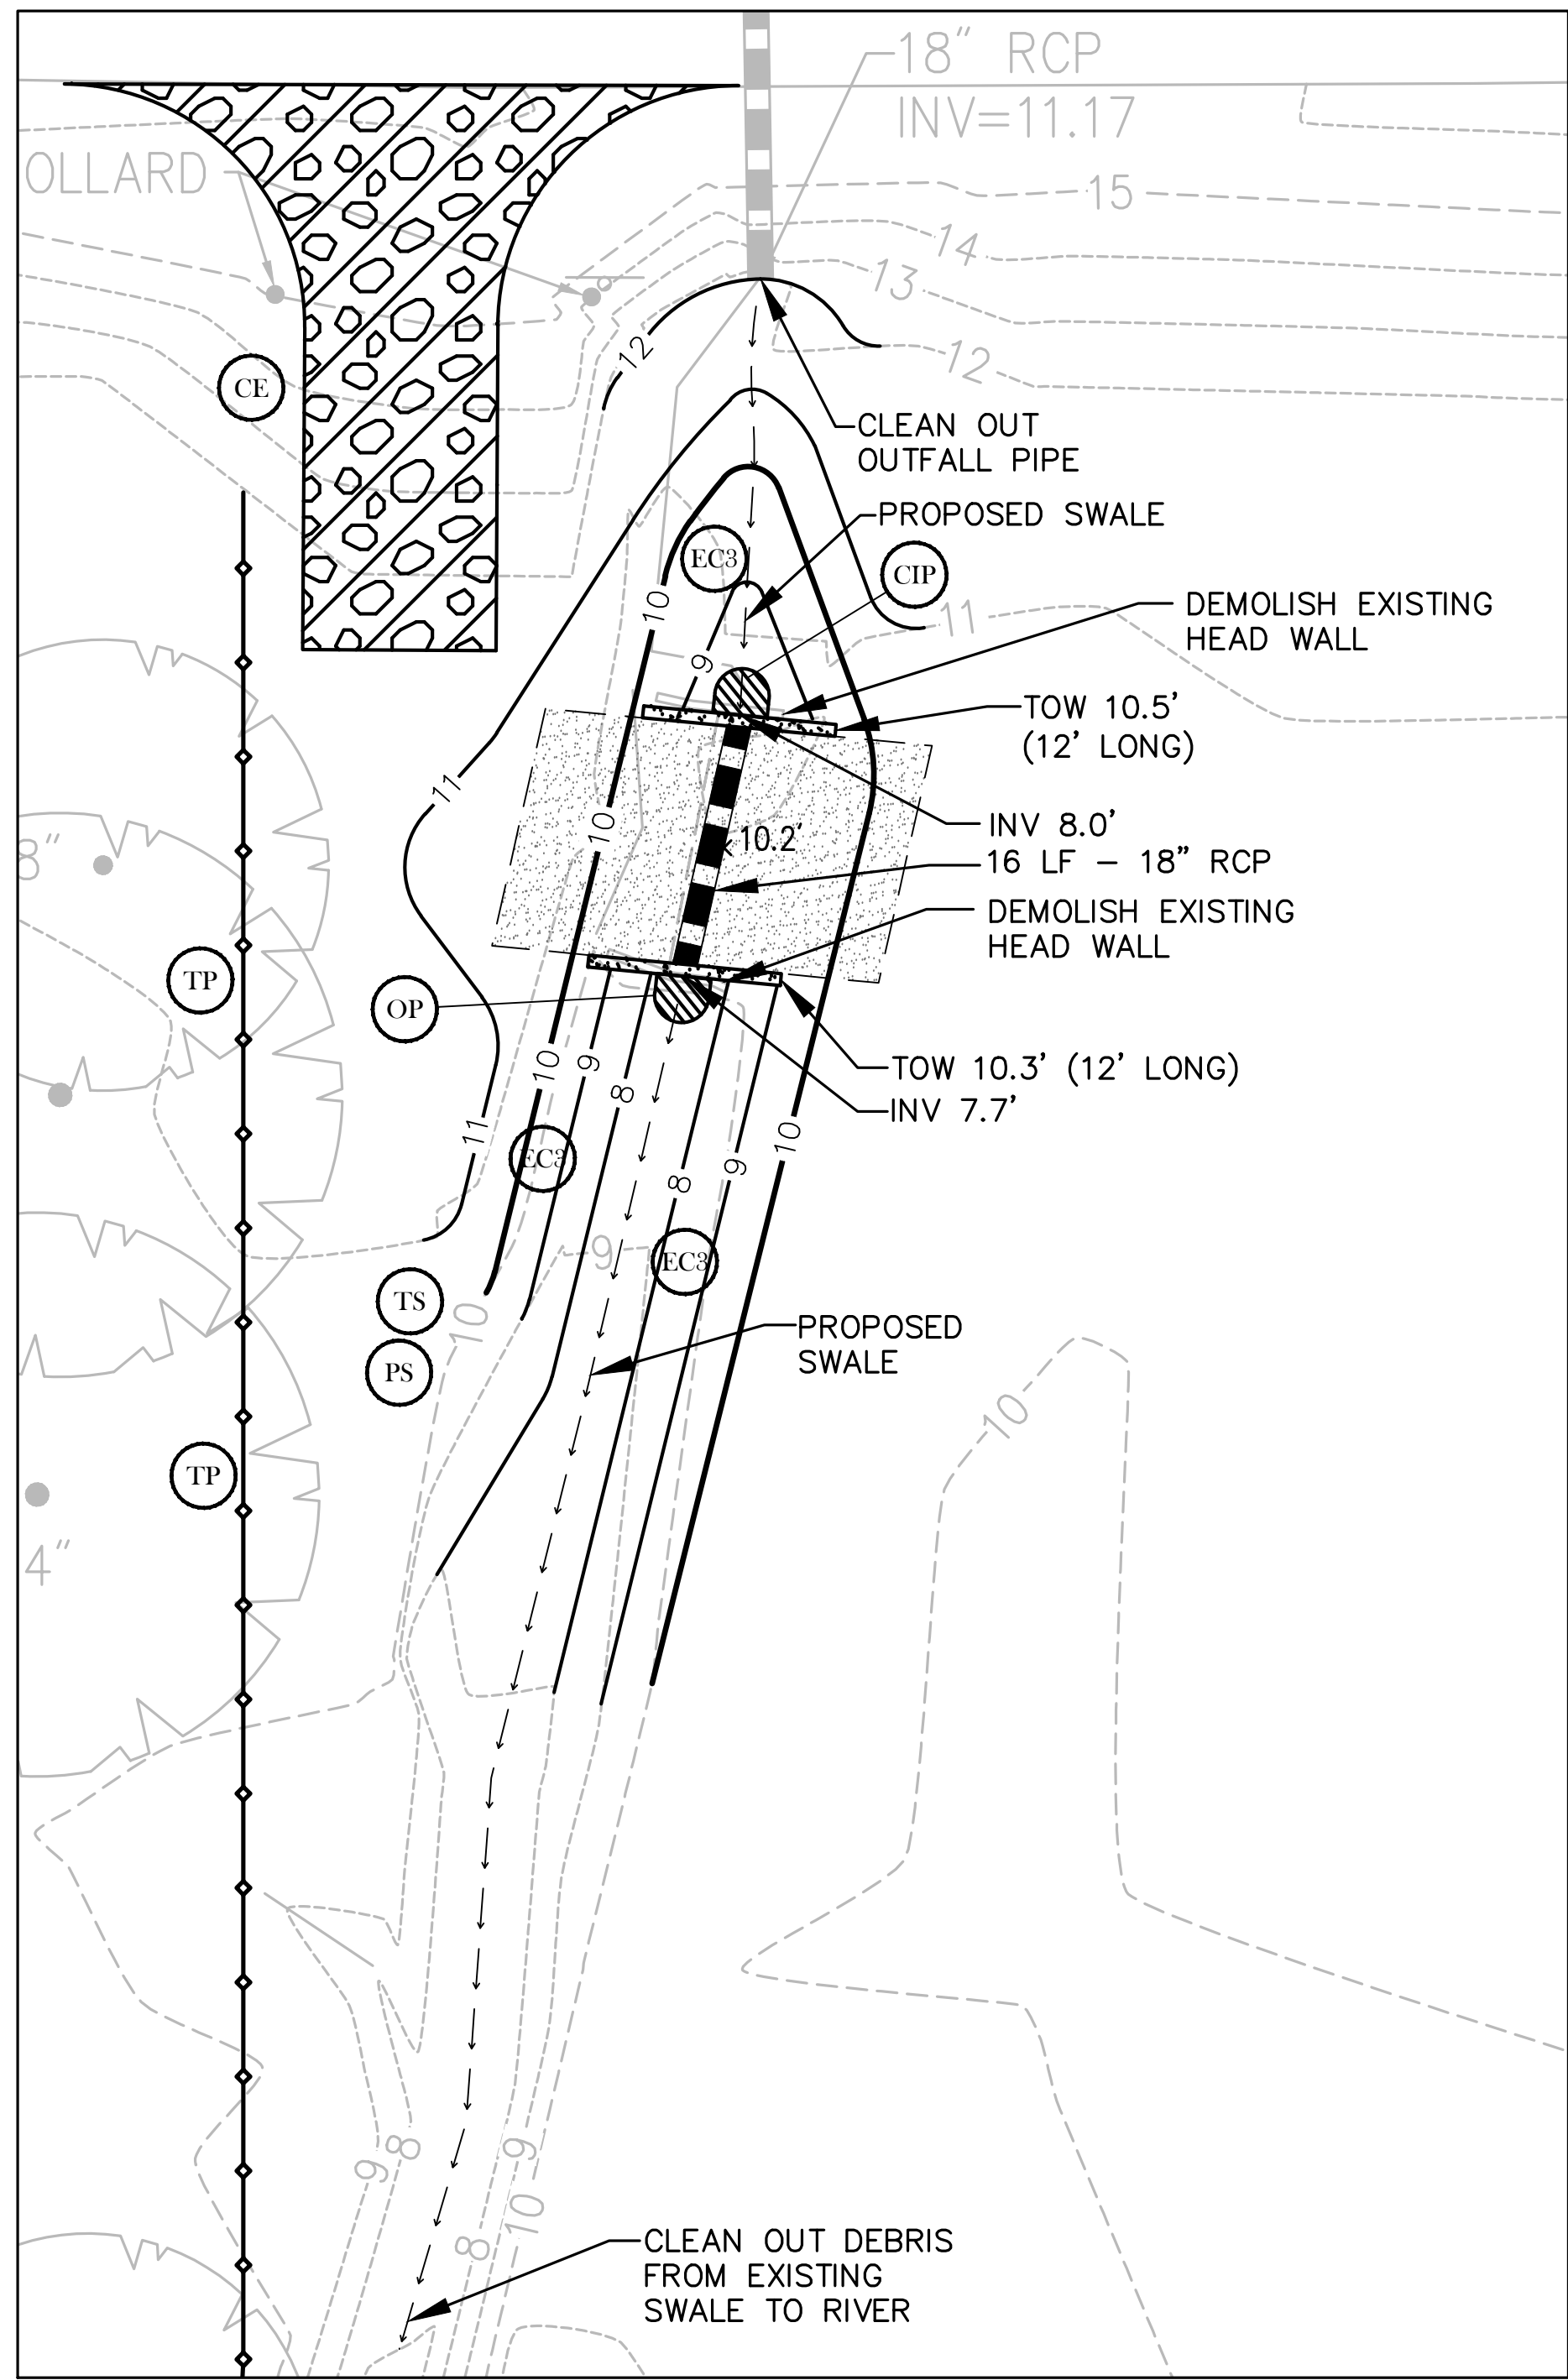 18" RCP
INV=11.17
OLLARD
15
14
13
12
12
CE
CLEAN OUT
OUTFALL PIPE
PROPOSED SWALE
EC3
CIP
10
11
DEMOLISH EXISTING
HEAD WALL
9
TOW 10.5'
(12' LONG)
11
INV 8.0'
10
10.2'
8"
16 LF - 18" RCP
DEMOLISH EXISTING
HEAD WALL
TP
OP
10
9
8
TOW 10.3' (12' LONG)
INV 7.7'
11
10
EC3
9
8
9
EC3
TS
10
PROPOSED
SWALE
PS
10
TP
4"
9
8
9
10
8
CLEAN OUT DEBRIS
FROM EXISTING
SWALE TO RIVER